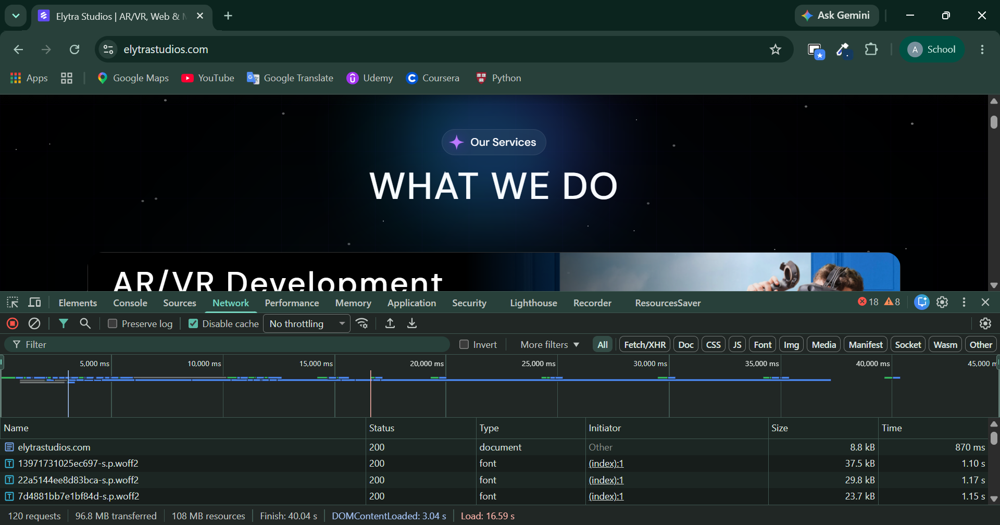 Elytra Studios | AR/VR, Web &
Ask Gemini
elytrastudios.com
A School
Apps
Google Maps
YouTube
Google Translate
Udemy
Coursera
Python
Our Services
WHAT WE DO
AR/VR Development
Elements Console Sources Network Performance Memory Application Security Lighthouse Recorder ResourcesSaver 18 8
Preserve log Disable cache No throttling
Filter Invert More filters All Fetch/XHR Doc CSS JS Font Img Media Manifest Socket Wasm Other
5,000 ms 10,000 ms 15,000 ms 20,000 ms 25,000 ms 30,000 ms 35,000 ms 40,000 ms 45,000
Name Status Type Initiator Size Time
elytrastudios.com 200 document Other 8.8 kB 870 ms
13971731025ec697-s.p.woff2 200 font (index):1 37.5 kB 1.10 s
22a5144ee8d83bca-s.p.woff2 200 font (index):1 29.8 kB 1.17 s
7d4881bb7e1bf84d-s.p.woff2 200 font (index):1 23.7 kB 1.15 s
120 requests 96.8 MB transferred 108 MB resources Finish: 40.04 s DOMContentLoaded: 3.04 s Load: 16.59 s